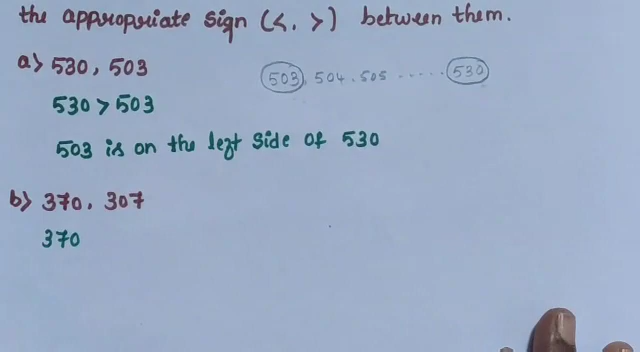 the appropriate sign (<, >) between them.
a) 530, 503
503, 504, 505 ...... 530
530 > 503
503 is on the left side of 530
b) 370, 307
370